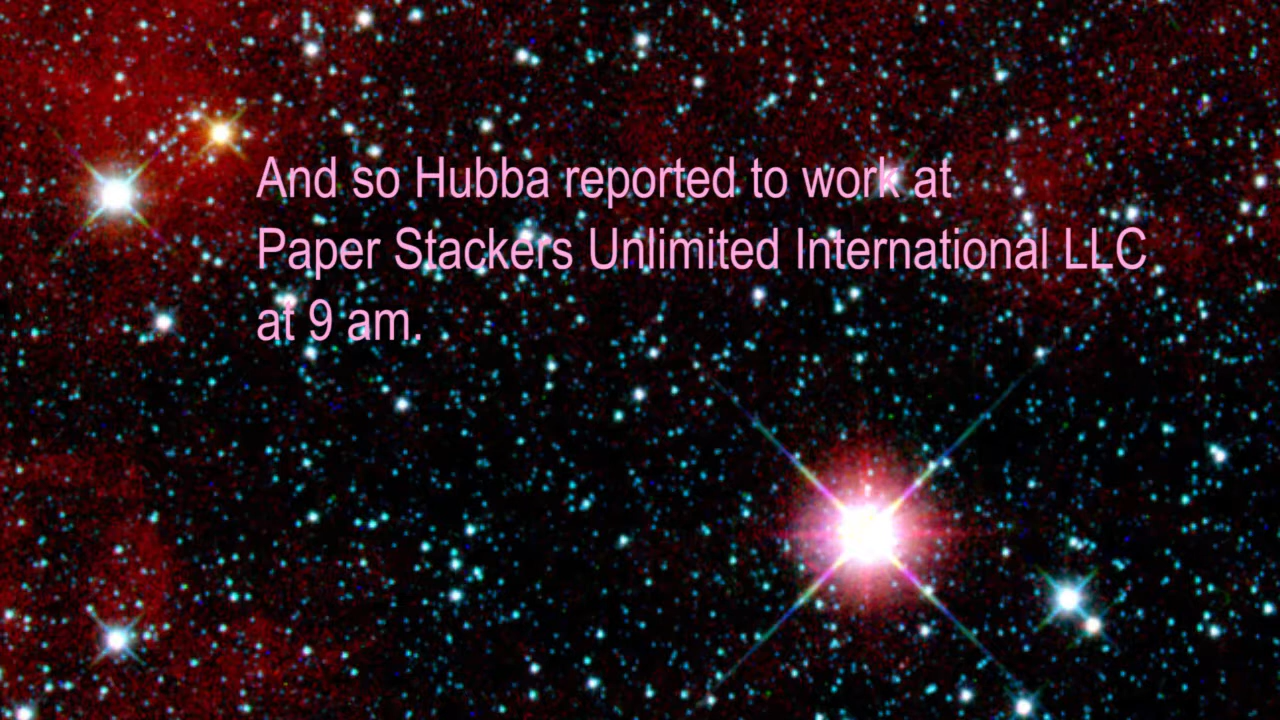 And so Hubba reported to work at
Paper Stackers Unlimited International LLC
at 9 am.